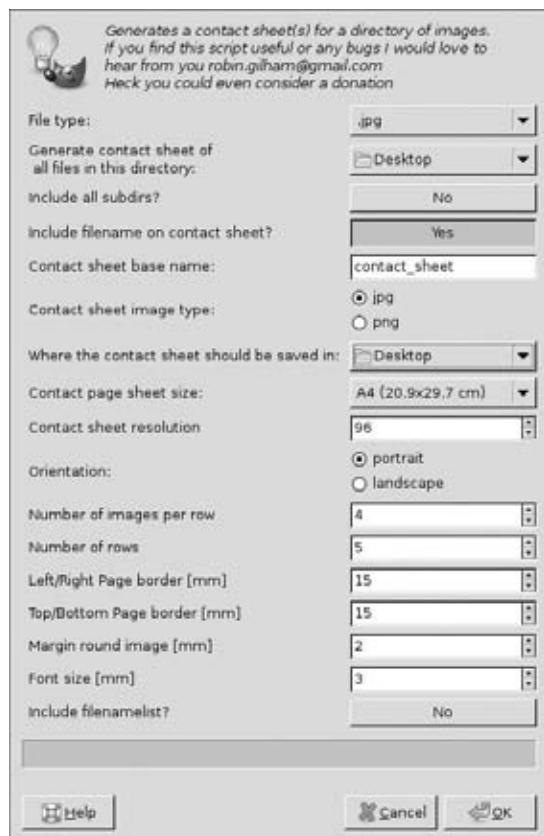 Generates a contact sheet(s) for a directory of images.
If you find this script useful or any bugs I would love to
hear from you robin.gilham@gmail.com
Heck you could even consider a donation
File type: .jpg
Generate contact sheet of
all files in this directory: Desktop
Include all subdirs? No
Include filename on contact sheet? Yes
Contact sheet base name: contact_sheet
Contact sheet image type: jpg
png
Where the contact sheet should be saved in: Desktop
Contact page sheet size: A4 (20.9x29.7 cm)
Contact sheet resolution 96
Orientation: portrait
landscape
Number of images per row 4
Number of rows 5
Left/Right Page border [mm] 15
Top/Bottom Page border [mm] 15
Margin round image [mm] 2
Font size [mm] 3
Include filenamelist? No
Help Cancel OK